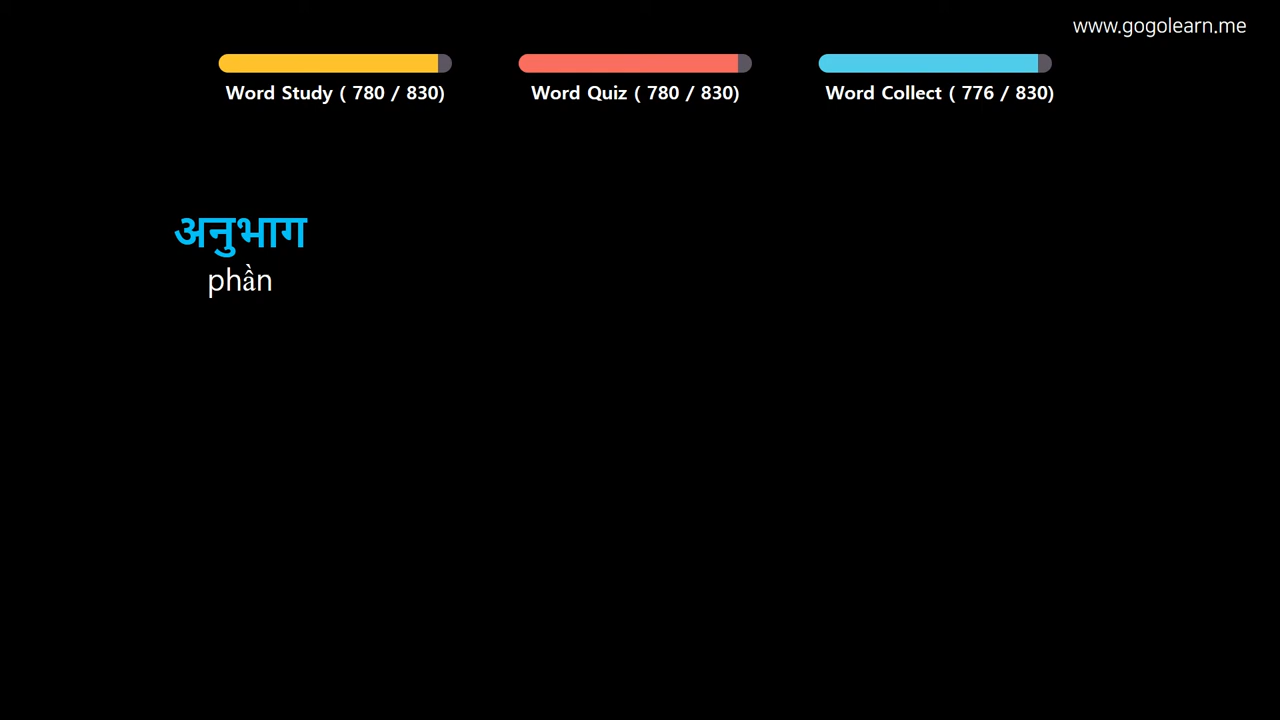 www.gogolearn.me
Word Study ( 780 / 830)
Word Quiz ( 780 / 830)
Word Collect ( 776 / 830)
अनुभाग
phần